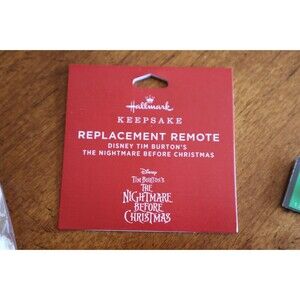 Hallmark
KEEPSAKE
REPLACEMENT REMOTE
DISNEY TIM BURTON'S
THE NIGHTMARE BEFORE CHRISTMAS
Disney
TIM BURTON'S
THE
NIGHTMARE
BEFORE
CHRISTMAS